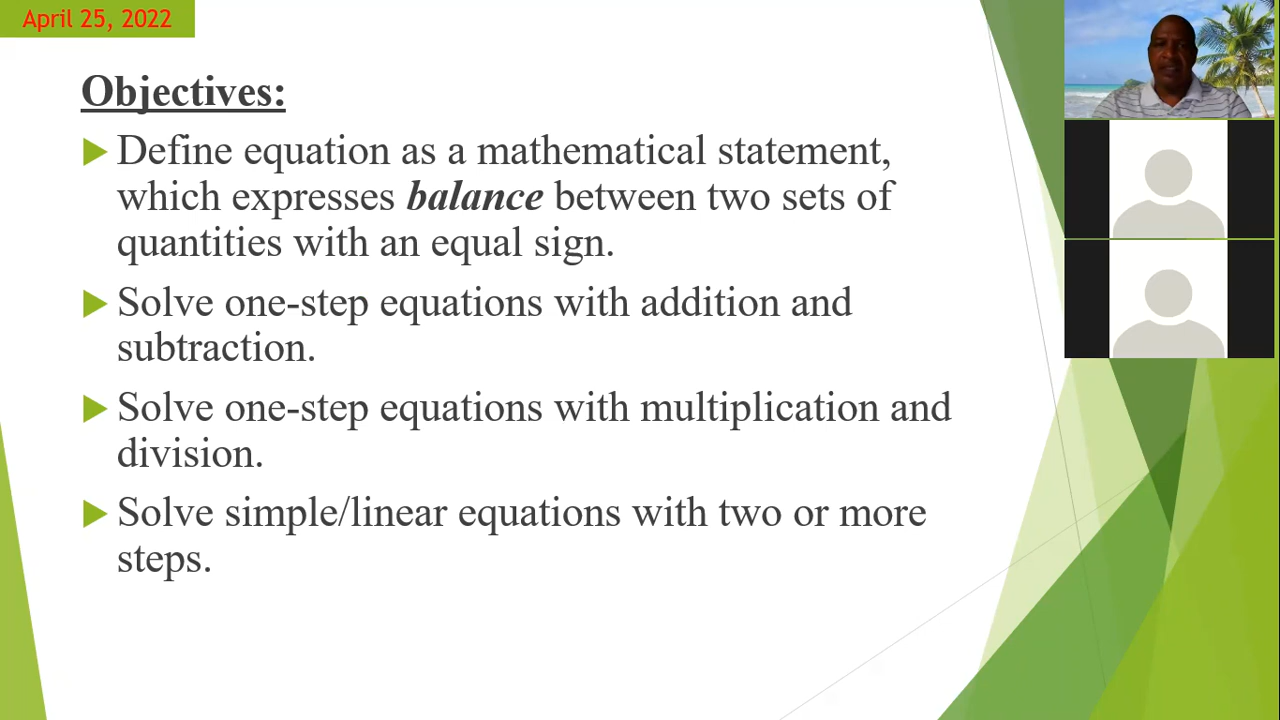 April 25, 2022
Objectives:
Define equation as a mathematical statement,
which expresses balance between two sets of
quantities with an equal sign.
Solve one-step equations with addition and
subtraction.
Solve one-step equations with multiplication and
division.
Solve simple/linear equations with two or more
steps.